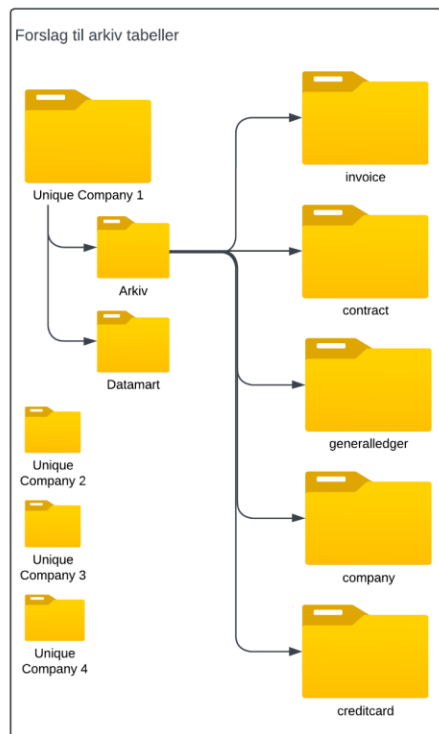 Forslag til arkiv tabeller
Unique Company 1
Arkiv
Datamart
Unique
Company 2
Unique
Company 3
Unique
Company 4
invoice
contract
generalledger
company
creditcard